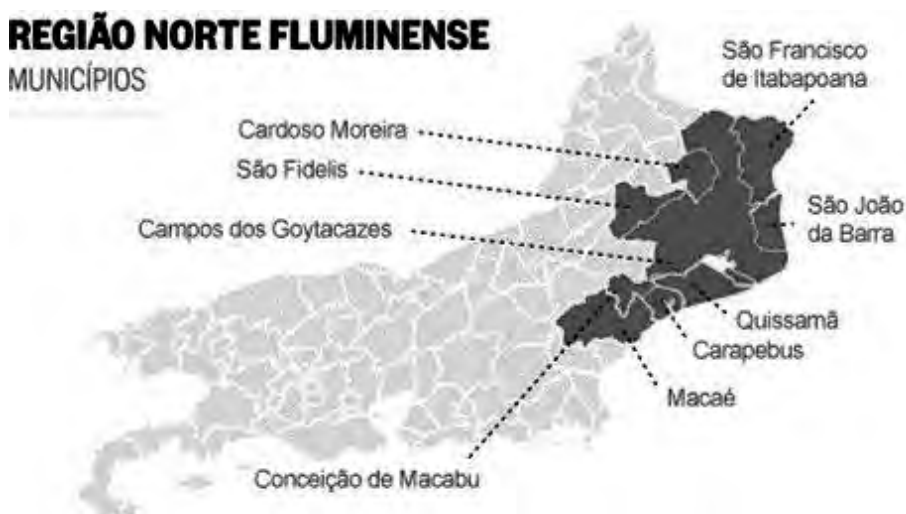 REGIÃO NORTE FLUMINENSE
MUNICÍPIOS
São Francisco
de Itabapoana
Cardoso Moreira
São Fidelis
São João
da Barra
Campos dos Goytacazes
Quissamã
Carapebus
Macaé
Conceição de Macabu